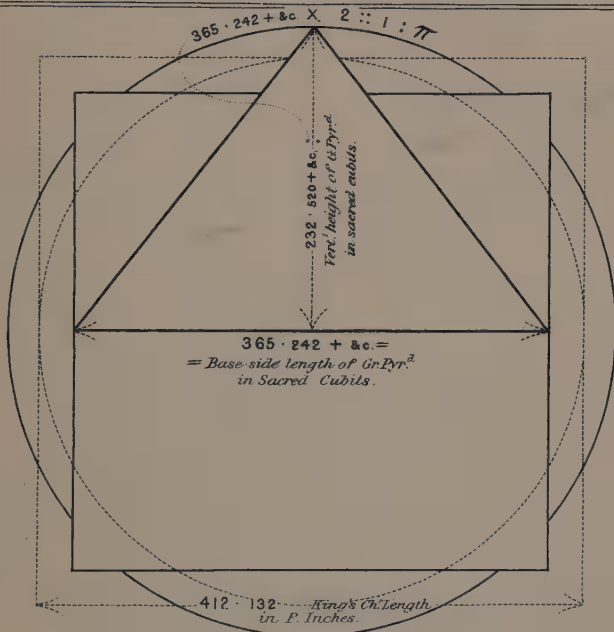 365 · 242 + &c X. 2 :: 1 : π
232 · 520 + &c. :
Vert.ˡ height of Gt. Pyr.ᵈ
in sacred cubits.
365 · 242 + &c. =
= Base-side length of Gr. Pyr.ᵈ
in Sacred Cubits.
412 · 132 King's Ch.ˡ Length
in P. Inches.